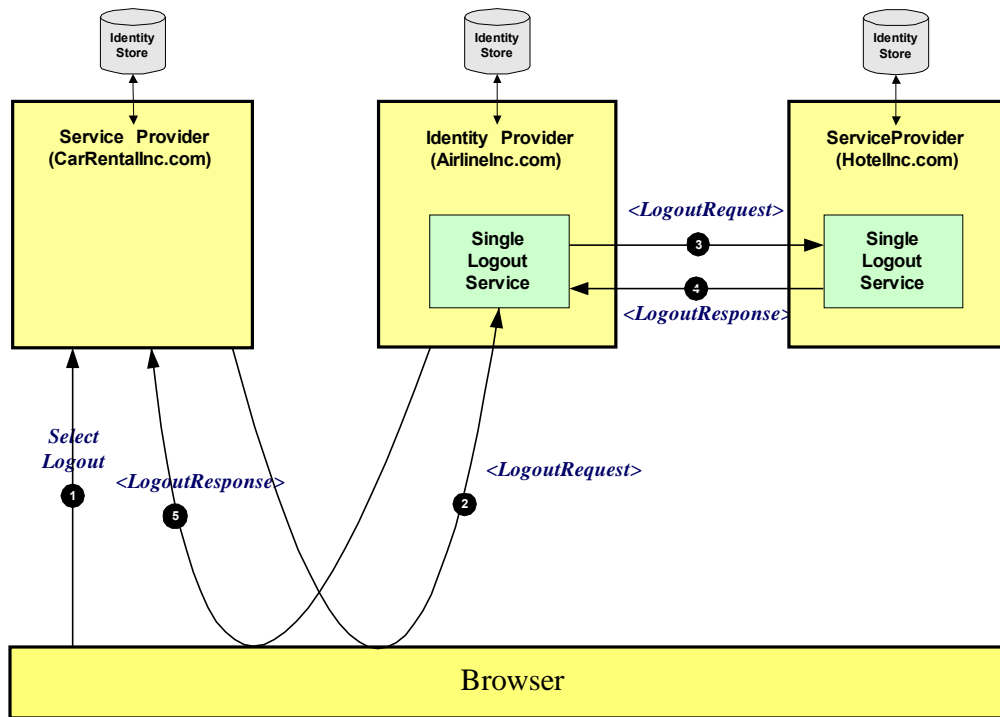 Identity
Store
Identity
Store
Identity
Store
Service Provider
(CarRentalInc.com)
Identity Provider
(AirlineInc.com)
ServiceProvider
(HotelInc.com)
<LogoutRequest>
Single
Logout
Service
3
Single
Logout
Service
4
<LogoutResponse>
Select
Logout
<LogoutResponse>
<LogoutRequest>
1
5
2
Browser